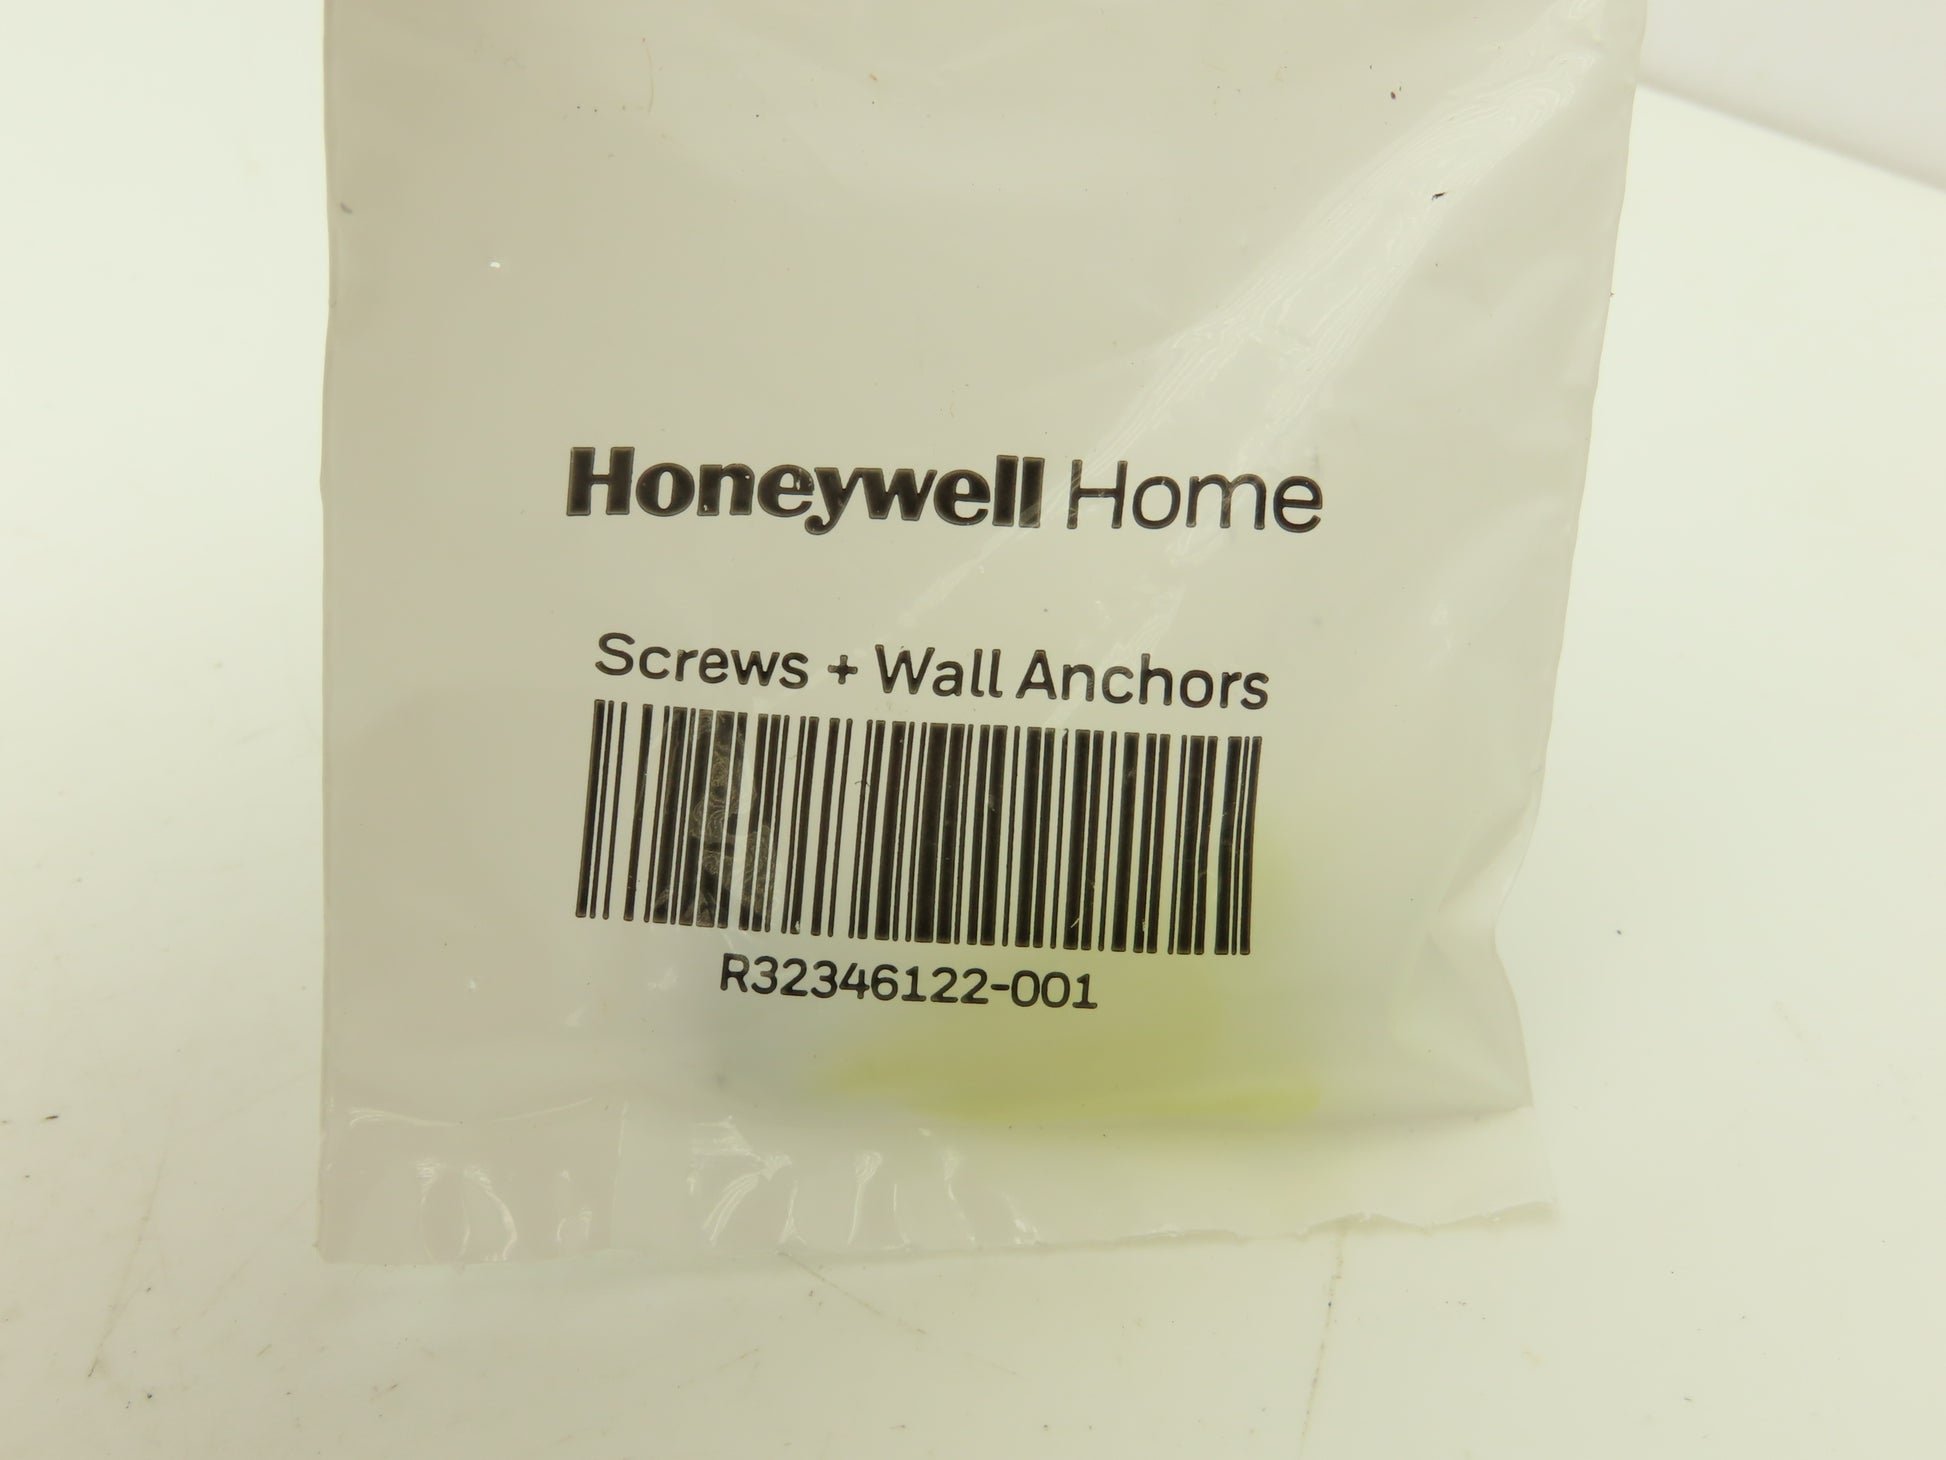 Honeywell Home
Screws + Wall Anchors
R32346122-001